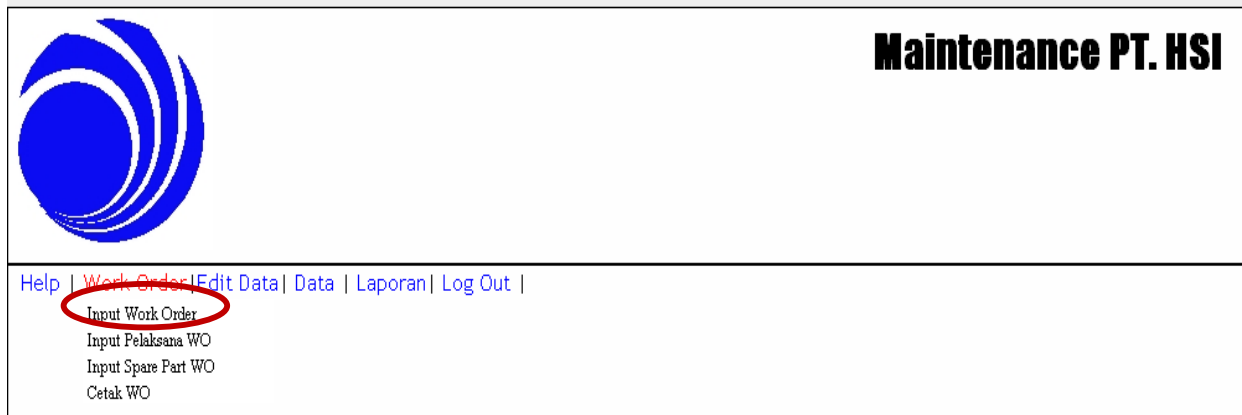 Maintenance PT. HSI
Help | Work Order|Edit Data| Data | Laporan| Log Out |
Input Work Order
Input Pelaksana WO
Input Spare Part WO
Cetak WO